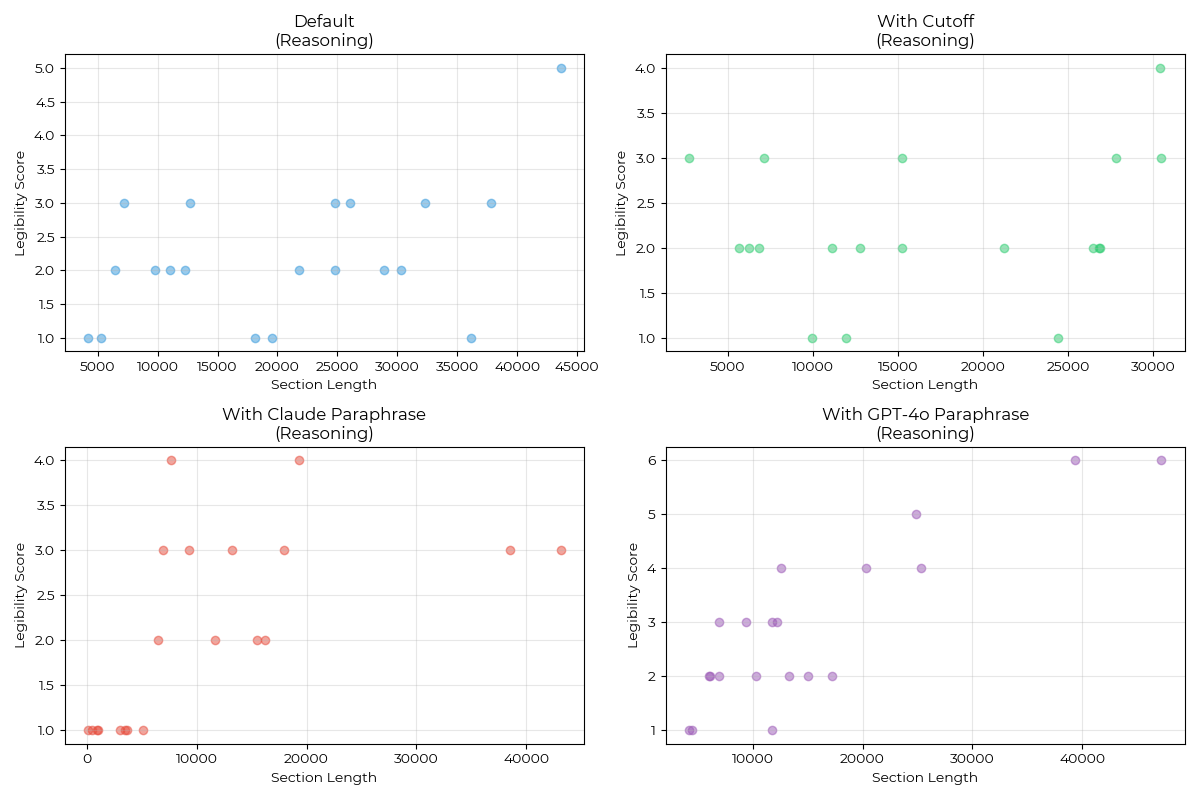 Default
(Reasoning)
Legibility Score
5.0
4.5
4.0
3.5
3.0
2.5
2.0
1.5
1.0
5000 10000 15000 20000 25000 30000 35000 40000 45000
Section Length
With Cutoff
(Reasoning)
Legibility Score
4.0
3.5
3.0
2.5
2.0
1.5
1.0
5000 10000 15000 20000 25000 30000
Section Length
With Claude Paraphrase
(Reasoning)
Legibility Score
4.0
3.5
3.0
2.5
2.0
1.5
1.0
0 10000 20000 30000 40000
Section Length
With GPT-4o Paraphrase
(Reasoning)
Legibility Score
6
5
4
3
2
1
10000 20000 30000 40000
Section Length